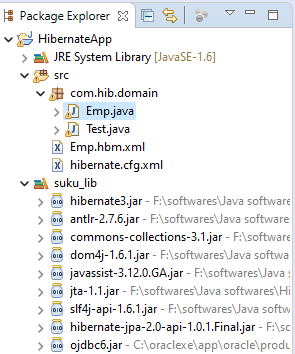 Package Explorer
HibernateApp
JRE System Library [JavaSE-1.6]
src
com.hib.domain
Emp.java
Test.java
Emp.hbm.xml
hibernate.cfg.xml
suku_lib
hibernate3.jar - F:\softwares\Java software
antlr-2.7.6.jar - F:\softwares\Java software
commons-collections-3.1.jar - F:\softwar
dom4j-1.6.1.jar - F:\softwares\Java softwa
javassist-3.12.0.GA.jar - F:\softwares\Java
jta-1.1.jar - F:\softwares\Java softwares\Hi
slf4j-api-1.6.1.jar - F:\softwares\Java softw
hibernate-jpa-2.0-api-1.0.1.Final.jar - F:\so
ojdbc6.jar - C:\oraclexe\app\oracle\produ